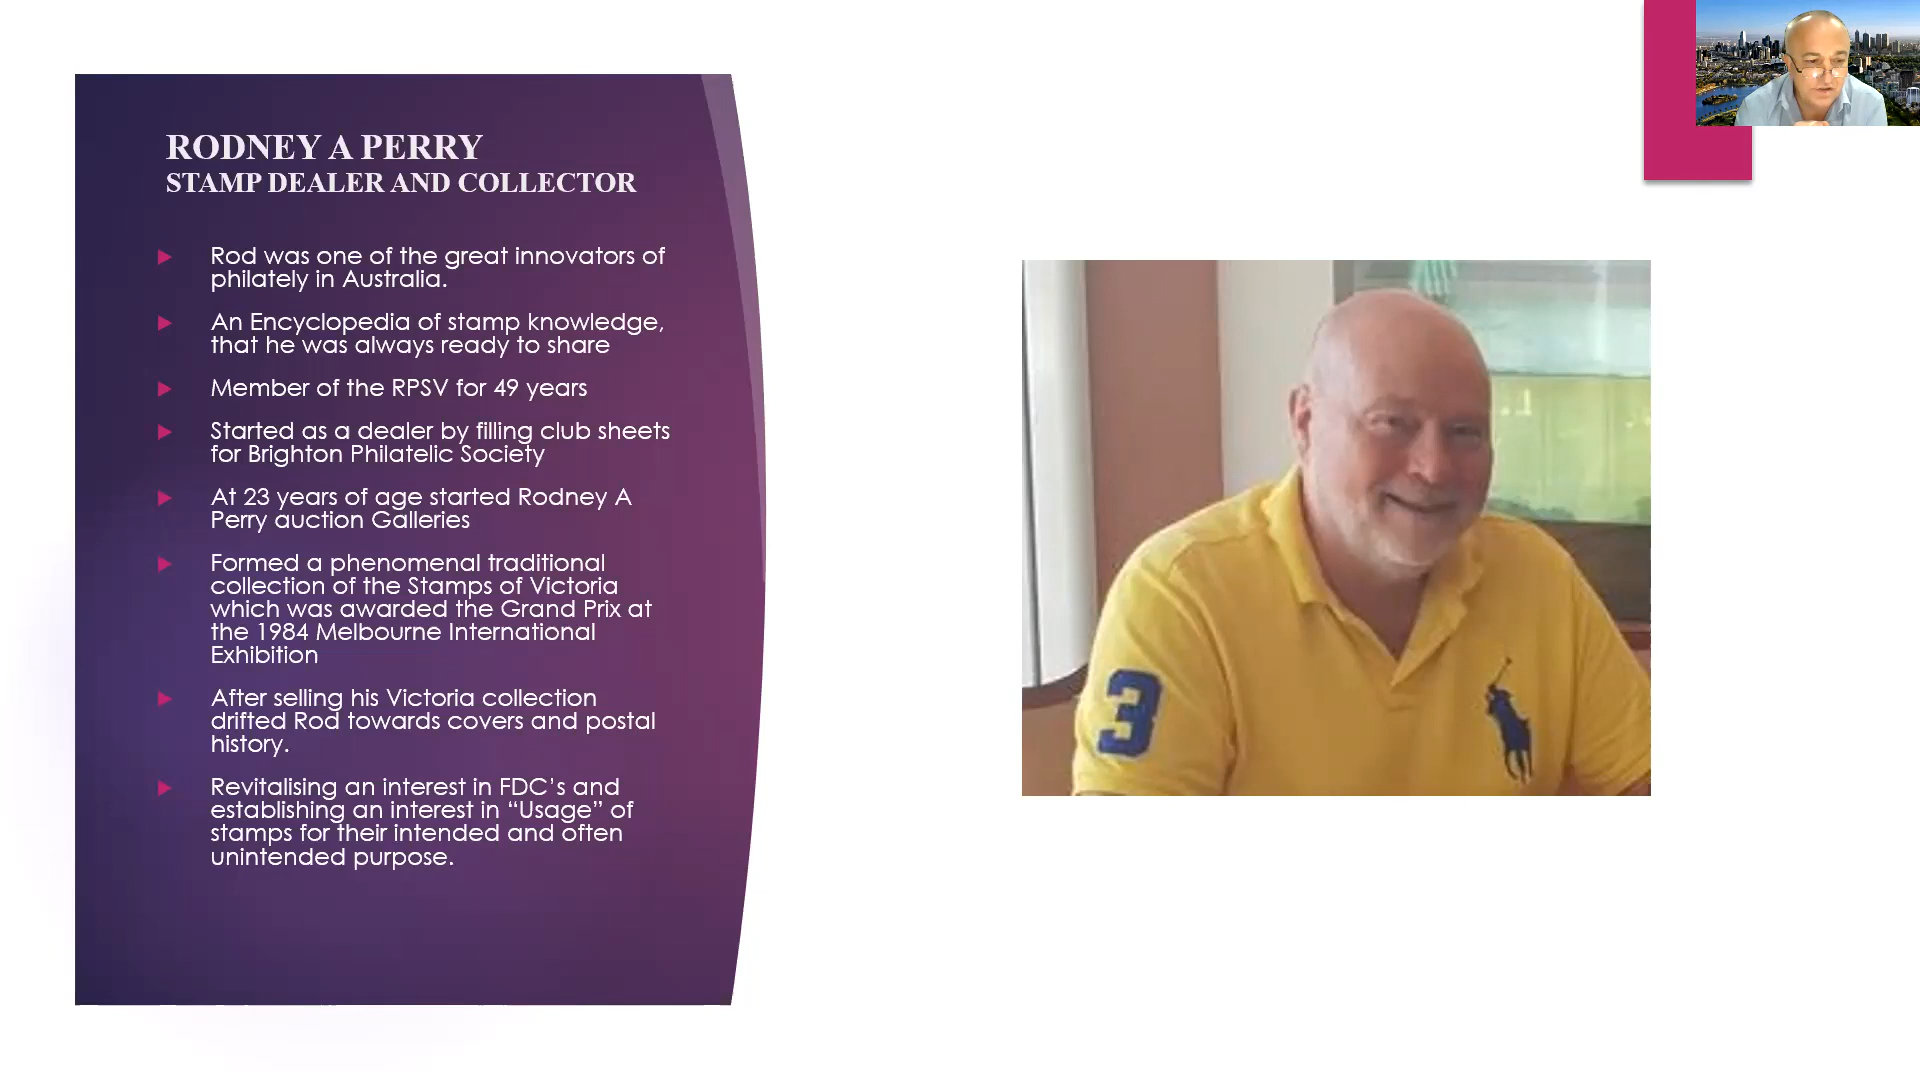 RODNEY A PERRY
STAMP DEALER AND COLLECTOR
Rod was one of the great innovators of
philately in Australia.
An Encyclopedia of stamp knowledge,
that he was always ready to share
Member of the RPSV for 49 years
Started as a dealer by filling club sheets
for Brighton Philatelic Society
At 23 years of age started Rodney A
Perry auction Galleries
Formed a phenomenal traditional
collection of the Stamps of Victoria
which was awarded the Grand Prix at
the 1984 Melbourne International
Exhibition
After selling his Victoria collection
drifted Rod towards covers and postal
history.
Revitalising an interest in FDC’s and
establishing an interest in “Usage” of
stamps for their intended and often
unintended purpose.
3